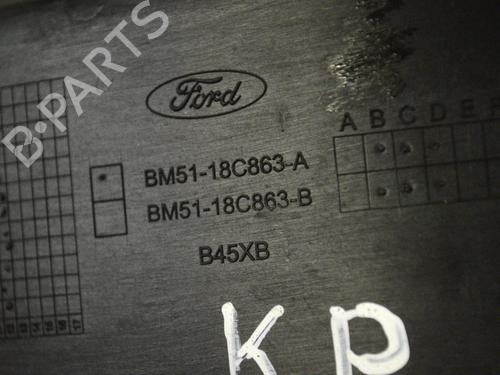 B-PARTS
Ford
A B C D E
BM51-18C863-A
BM51-18C863-B
B45XB
KP